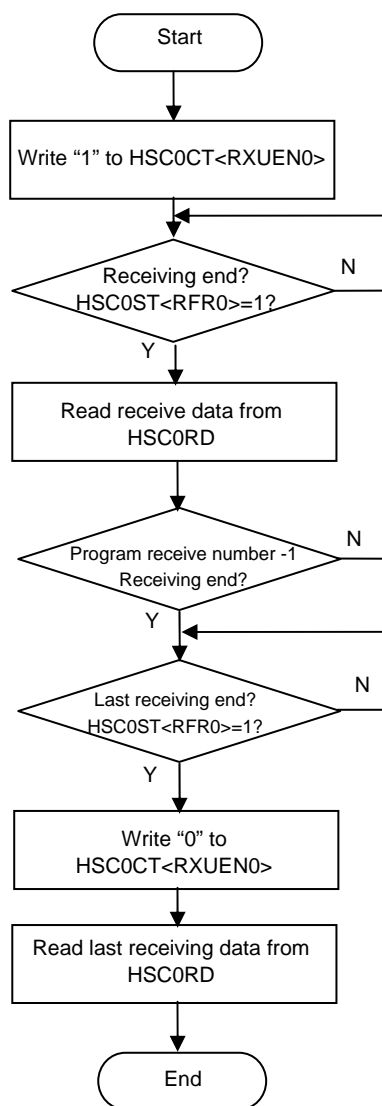 Start
Write “1” to HSC0CT<RXUEN0>
Receiving end?
HSC0ST<RFR0>=1?
N
Y
Read receive data from
HSC0RD
Program receive number -1
Receiving end?
N
Y
Last receiving end?
HSC0ST<RFR0>=1?
N
Y
Write “0” to
HSC0CT<RXUEN0>
Read last receiving data from
HSC0RD
End